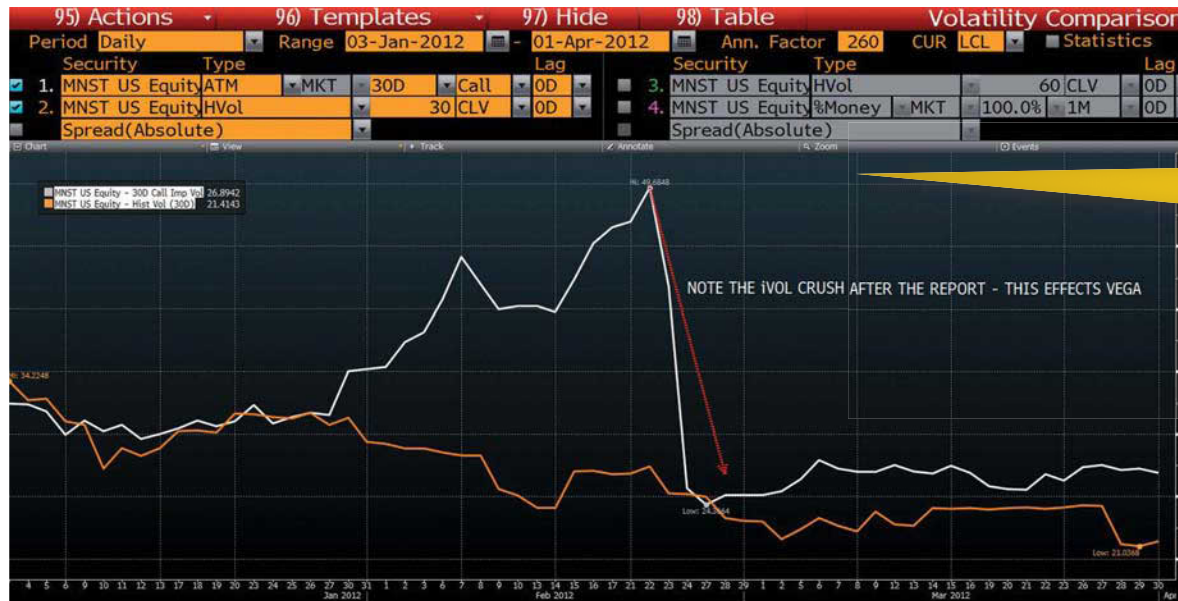 95) Actions 96) Templates 97) Hide 98) Table Volatility Comparison
Period Daily Range 03-Jan-2012 - 01-Apr-2012 Ann. Factor 260 CUR LCL Statistics
Security Type Lag Security Type Lag
1. MNST US Equity ATM MKT 30D Call 0D 3. MNST US Equity HVol 60 CLV 0D
2. MNST US Equity HVol 30 CLV 0D 4. MNST US Equity %Money MKT 100.0% 1M 0D
Spread(Absolute) Spread(Absolute)
Chart View Track Annotate Zoom Events
Hi: 49.6848
MNST US Equity - 30D Call Imp Vol 26.8942
MNST US Equity - Hist Vol (30D) 21.4143
NOTE THE iVOL CRUSH AFTER THE REPORT - THIS EFFECTS VEGA
Hi: 34.2248
Low: 21.0368
4 5 6 9 10 11 12 13 17 18 19 20 23 24 25 26 27 30 31 1 2 3 6 7 8 9 10 13 14 15 16 17 21 22 23 24 27 28 29 1 2 5 6 7 8 9 12 13 14 15 16 19 20 21 22 23 26 27 28 29 30
Jan 2012 Feb 2012 Mar 2012